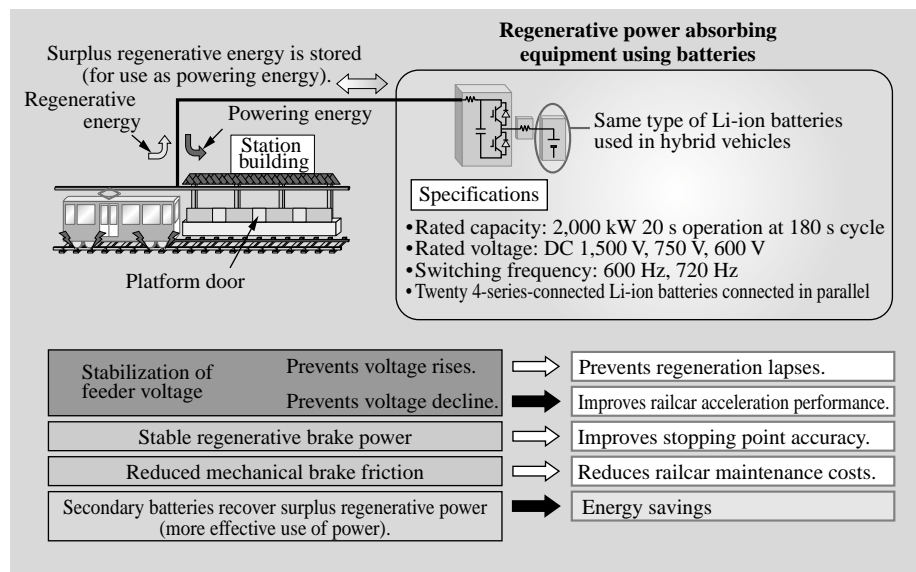 Regenerative power absorbing
equipment using batteries
Surplus regenerative energy is stored
(for use as powering energy).
Regenerative
energy
Powering energy
Station
building
Platform door
Same type of Li-ion batteries
used in hybrid vehicles
Specifications
•Rated capacity: 2,000 kW 20 s operation at 180 s cycle
•Rated voltage: DC 1,500 V, 750 V, 600 V
•Switching frequency: 600 Hz, 720 Hz
•Twenty 4-series-connected Li-ion batteries connected in parallel
Stabilization of
feeder voltage
Prevents voltage rises.
Prevents regeneration lapses.
Prevents voltage decline.
Improves railcar acceleration performance.
Stable regenerative brake power
Improves stopping point accuracy.
Reduced mechanical brake friction
Reduces railcar maintenance costs.
Secondary batteries recover surplus regenerative power
(more effective use of power).
Energy savings